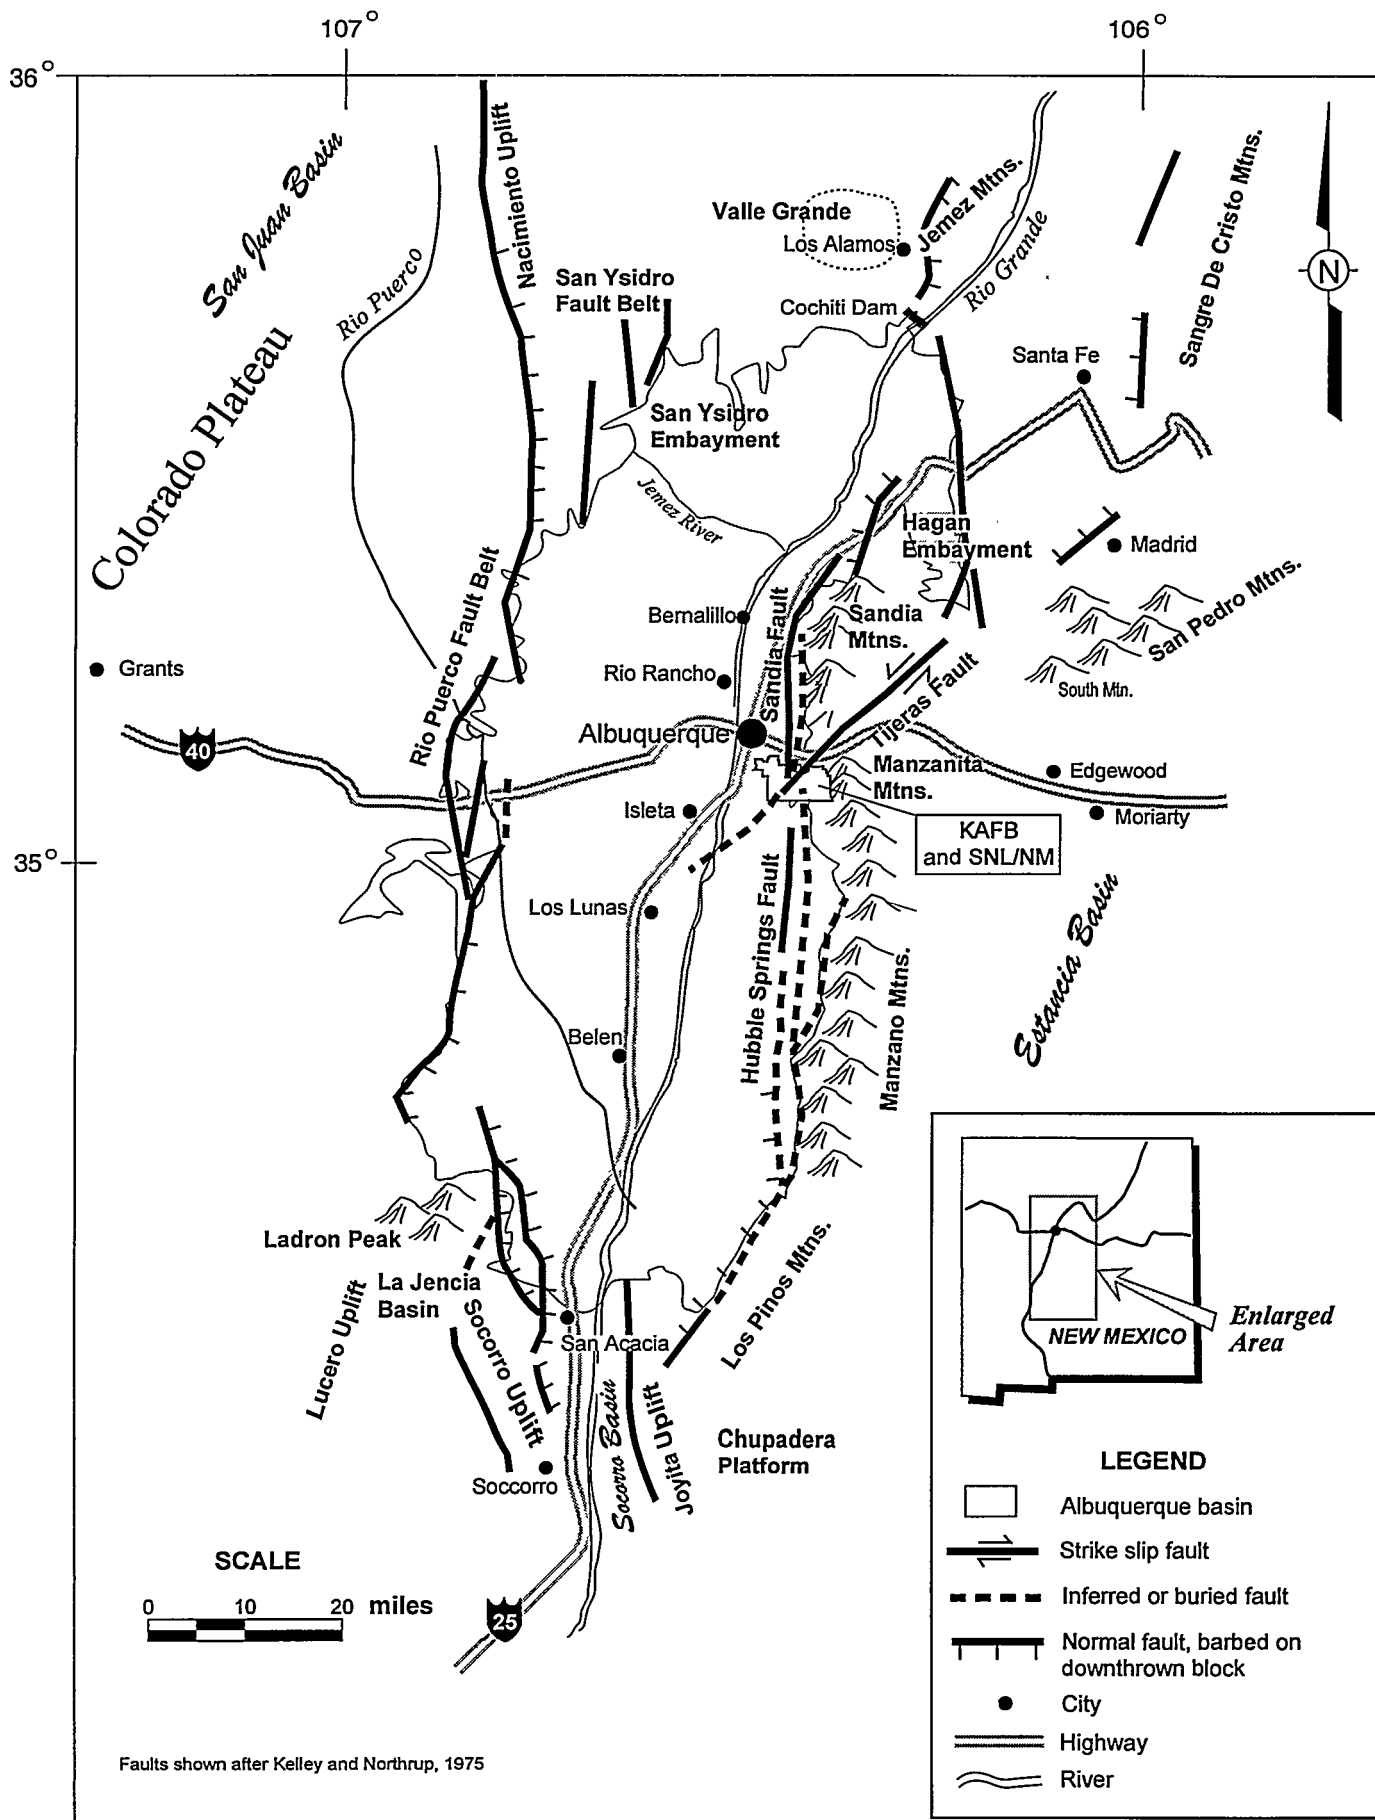 107°
106°
36°
San Juan Basin
Nacimiento Uplift
Sangre De Cristo Mtns.
Jemez Mtns.
Valle Grande
Los Alamos
Rio Grande
N
Rio Puerco
San Ysidro
Fault Belt
Cochiti Dam
Colorado Plateau
Santa Fe
San Ysidro
Embayment
Jemez River
Hagan
Embayment
Madrid
Rio Puerco Fault Belt
Bernalillo
Sandia Fault
Sandia
Mtns.
San Pedro Mtns.
Grants
Rio Rancho
South Mtn.
Tijeras Fault
Albuquerque
40
Manzanita
Mtns.
Edgewood
Isleta
Moriarty
KAFB
and SNL/NM
35°
Los Lunas
Hubble Springs Fault
Estancia Basin
Manzano Mtns.
Belen
Ladron Peak
La Jencia
Basin
Lucero Uplift
Socorro Uplift
San Acacia
Los Pinos Mtns.
Socorro Basin
Joyita Uplift
Chupadera
Platform
Soccorro
NEW MEXICO
Enlarged
Area
SCALE
0 10 20 miles
25
LEGEND
Albuquerque basin
Strike slip fault
Inferred or buried fault
Normal fault, barbed on
downthrown block
City
Highway
River
Faults shown after Kelley and Northrup, 1975